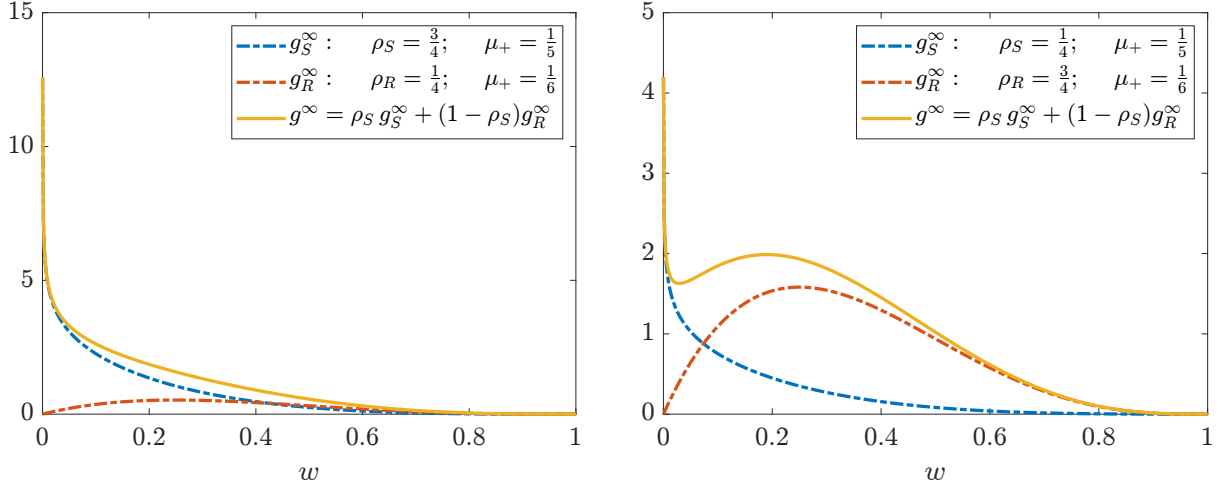 15
10
5
0
0
0.2
0.4
0.6
0.8
1
w
g_S^∞ : ρ_S = 3/4; μ_+ = 1/5
g_R^∞ : ρ_R = 1/4; μ_+ = 1/6
g^∞ = ρ_S g_S^∞ + (1 − ρ_S)g_R^∞
5
4
3
2
1
0
0
0.2
0.4
0.6
0.8
1
w
g_S^∞ : ρ_S = 1/4; μ_+ = 1/5
g_R^∞ : ρ_R = 3/4; μ_+ = 1/6
g^∞ = ρ_S g_S^∞ + (1 − ρ_S)g_R^∞